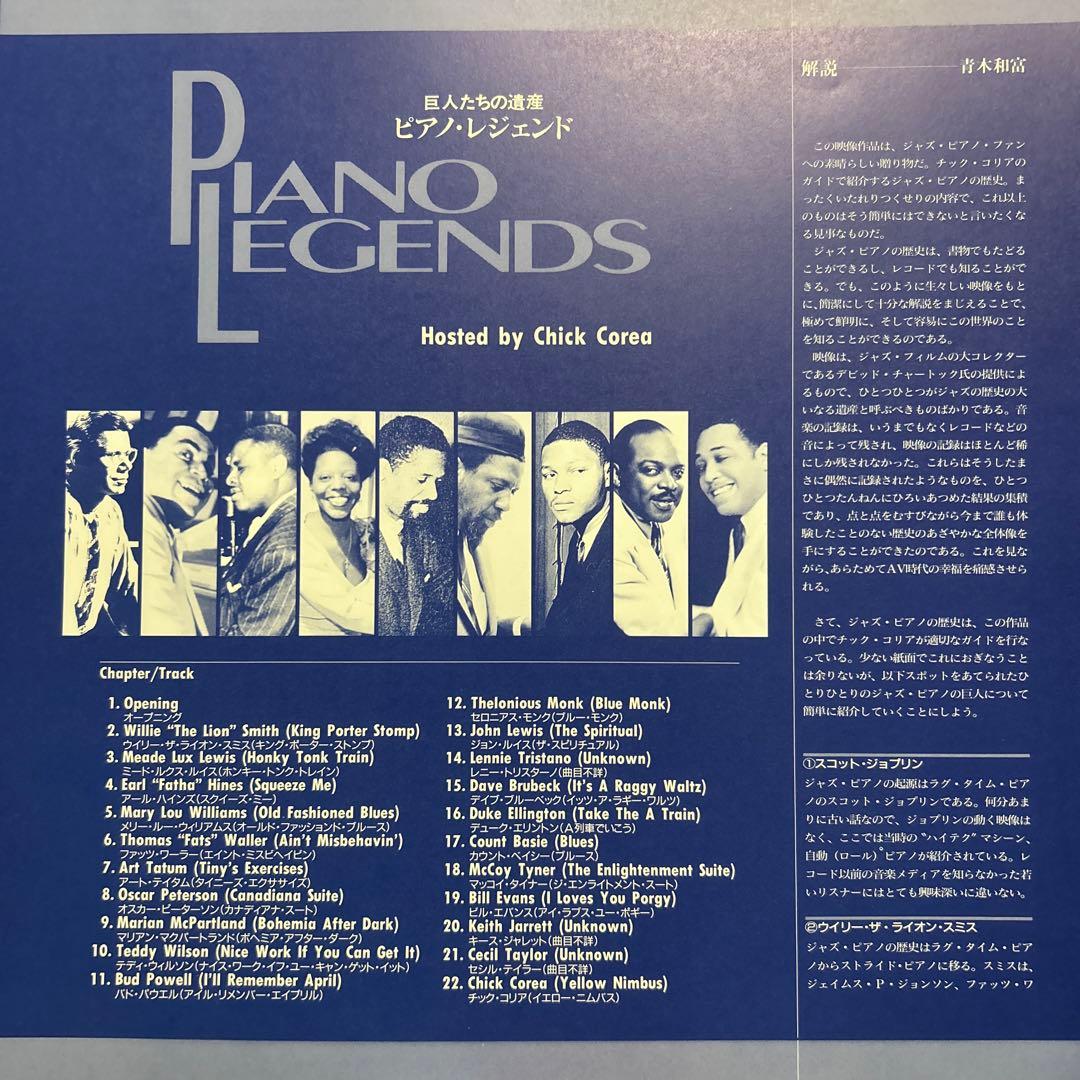 巨人たちの遺産
ピアノ・レジェンド
PIANO
LEGENDS
Hosted by Chick Corea
Chapter/Track
1. Opening
オープニング
2. Willie “The Lion” Smith (King Porter Stomp)
ウイリー・ザ・ライオン・スミス(キング・ポーター・ストンプ)
3. Meade Lux Lewis (Honky Tonk Train)
ミード・ルクス・ルイス(ホンキー・トンク・トレイン)
4. Earl “Fatha” Hines (Squeeze Me)
アール・ハインズ(スクイーズ・ミー)
5. Mary Lou Williams (Old Fashioned Blues)
メリー・ルー・ウィリアムス(オールド・ファッションド・ブルース)
6. Thomas “Fats” Waller (Ain't Misbehavin')
ファッツ・ワーラー(エイント・ミスビヘイビン)
7. Art Tatum (Tiny's Exercises)
アート・テイタム(タイニーズ・エクササイズ)
8. Oscar Peterson (Canadiana Suite)
オスカー・ピーターソン(カナディアナ・スート)
9. Marian McPartland (Bohemia After Dark)
マリアン・マクパートランド(ボヘミア・アフター・ダーク)
10. Teddy Wilson (Nice Work If You Can Get It)
テディ・ウィルソン(ナイス・ワーク・イフ・ユー・キャン・ゲット・イット)
11. Bud Powell (I'll Remember April)
バド・パウエル(アイル・リメンバー・エイプリル)
12. Thelonious Monk (Blue Monk)
セロニアス・モンク(ブルー・モンク)
13. John Lewis (The Spiritual)
ジョン・ルイス(ザ・スピリチュアル)
14. Lennie Tristano (Unknown)
レニー・トリスターノ(曲目不詳)
15. Dave Brubeck (It's A Raggy Waltz)
デイブ・ブルーベック(イッツ・ア・ラギー・ワルツ)
16. Duke Ellington (Take The A Train)
デューク・エリントン(A列車でいこう)
17. Count Basie (Blues)
カウント・ベイシー(ブルース)
18. McCoy Tyner (The Enlightenment Suite)
マッコイ・タイナー(ジ・エンライトメント・スート)
19. Bill Evans (I Loves You Porgy)
ビル・エバンス(アイ・ラブス・ユー・ポギー)
20. Keith Jarrett (Unknown)
キース・ジャレット(曲目不詳)
21. Cecil Taylor (Unknown)
セシル・テイラー(曲目不詳)
22. Chick Corea (Yellow Nimbus)
チック・コリア(イエロー・ニムバス)
解説————青木和富
この映像作品は、ジャズ・ピアノ・ファン
への素晴らしい贈り物だ。チック・コリアの
ガイドで紹介するジャズ・ピアノの歴史。ま
ったくいたれりつくせりの内容で、これ以上
のものはそう簡単にはできないと言いたくな
る見事なものだ。
ジャズ・ピアノの歴史は、書物でもたどる
ことができるし、レコードでも知ることがで
きる。でも、このように生々しい映像をもと
に、簡潔にして十分な解説をまじえることで、
極めて鮮明に、そして容易にこの世界のこと
を知ることができるのである。
映像は、ジャズ・フィルムの大コレクター
であるデビッド・チャートック氏の提供によ
るもので、ひとつひとつがジャズの歴史の大
いなる遺産と呼ぶべきものばかりである。音
楽の記録は、いうまでもなくレコードなどの
音によって残され、映像の記録はほとんど稀
にしか残されなかった。これらはそうしたま
さに偶然に記録されたようなものを、ひとつ
ひとつたんねんにひろいあつめた結果の集積
であり、点と点をむすびながら今まで誰も体
験したことのない歴史のあざやかな全体像を
手にすることができたのである。これを見な
がら、あらためてAV時代の幸福を痛感させら
れる。
さて、ジャズ・ピアノの歴史は、この作品
の中でチック・コリアが適切なガイドを行な
っている。少ない紙面でこれにおぎなうこと
は余りないが、以下スポットをあてられたひ
とりひとりのジャズ・ピアノの巨人について
簡単に紹介していくことにしよう。
①スコット・ジョプリン
ジャズ・ピアノの起源はラグ・タイム・ピア
ノのスコット・ジョプリンである。何分あま
りに古い話なので、ジョプリンの動く映像は
なく、ここでは当時の“ハイテク”マシーン、
自動（ロール）ピアノが紹介されている。レ
コード以前の音楽メディアを知らなかった若
いリスナーにはとても興味深いに違いない。
②ウイリー・ザ・ライオン・スミス
ジャズ・ピアノの歴史はラグ・タイム・ピア
ノからストライド・ピアノに移る。スミスは、
ジェイムス・P・ジョンソン、ファッツ・ワ